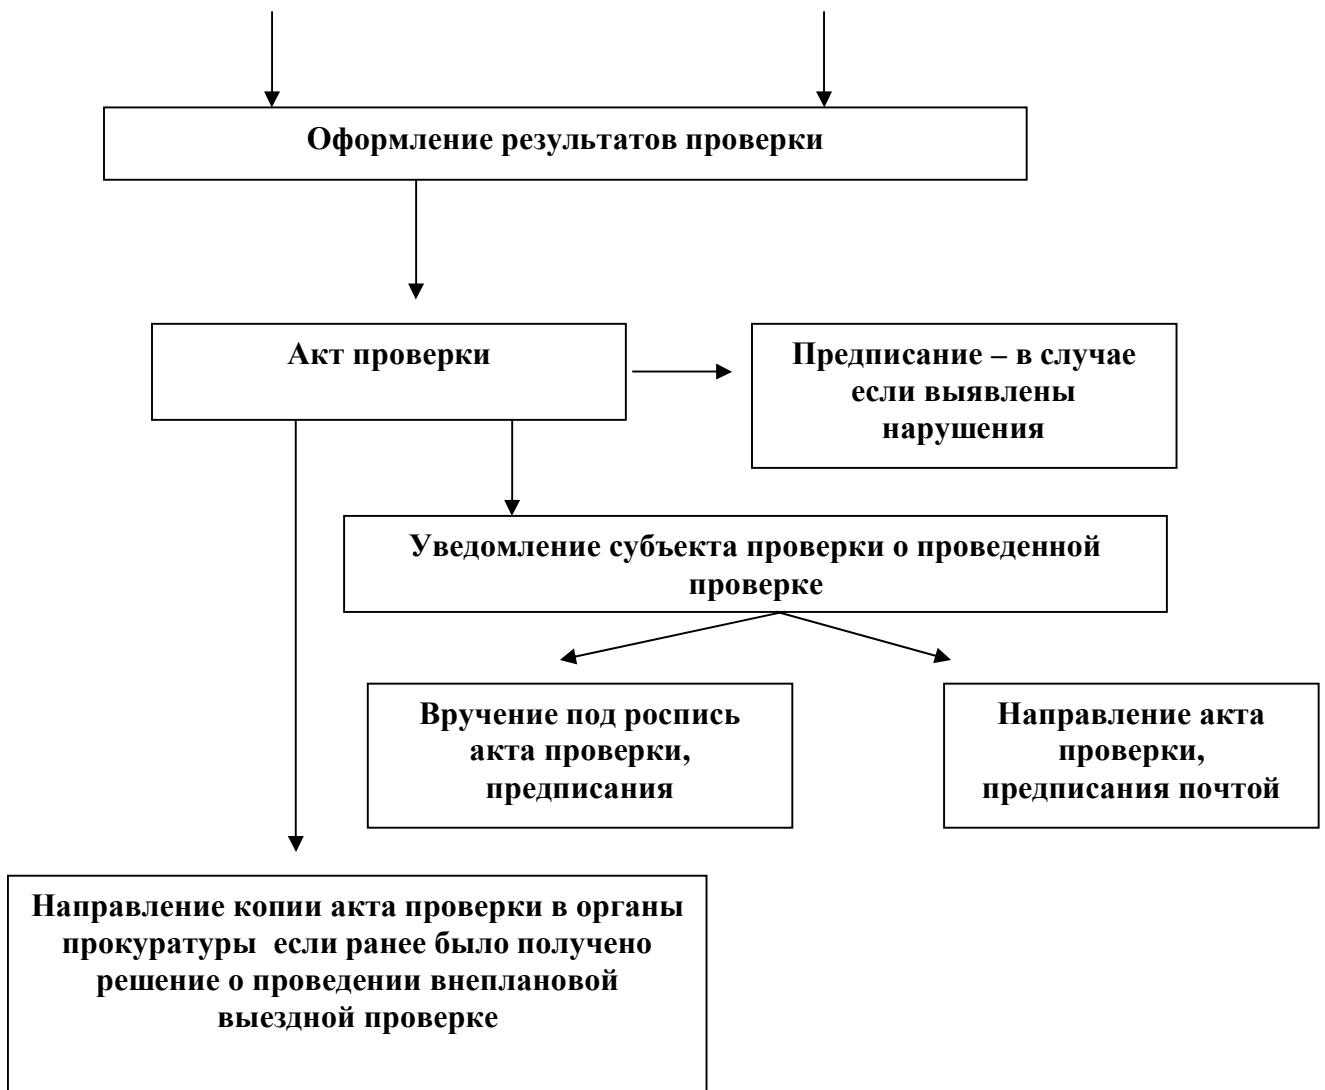 Оформление результатов проверки
Акт проверки
Предписание – в случае
если выявлены
нарушения
Уведомление субъекта проверки о проведенной
проверке
Вручение под роспись
акта проверки,
предписания
Направление акта
проверки,
предписания почтой
Направление копии акта проверки в органы
прокуратуры если ранее было получено
решение о проведении внеплановой
выездной проверке